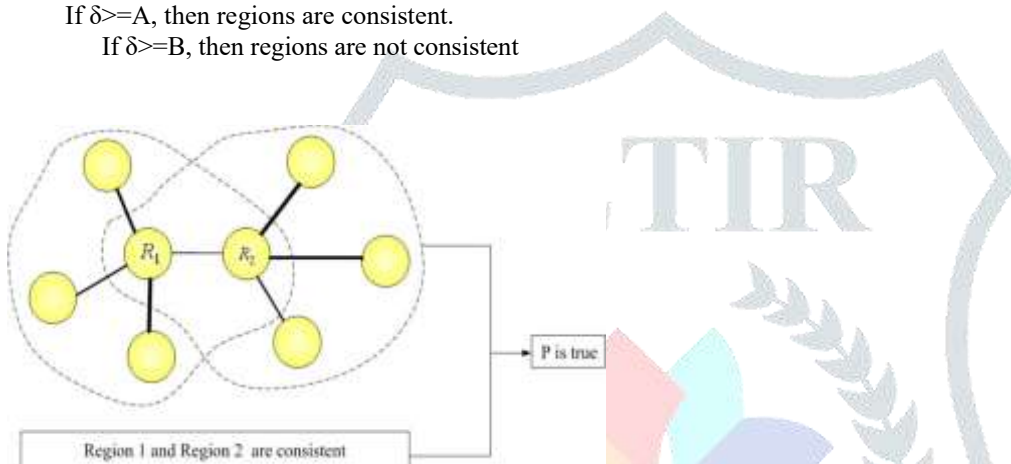 If δ>=A, then regions are consistent.
If δ>=B, then regions are not consistent
TIR
R₁
R₂
P is true
Region 1 and Region 2 are consistent